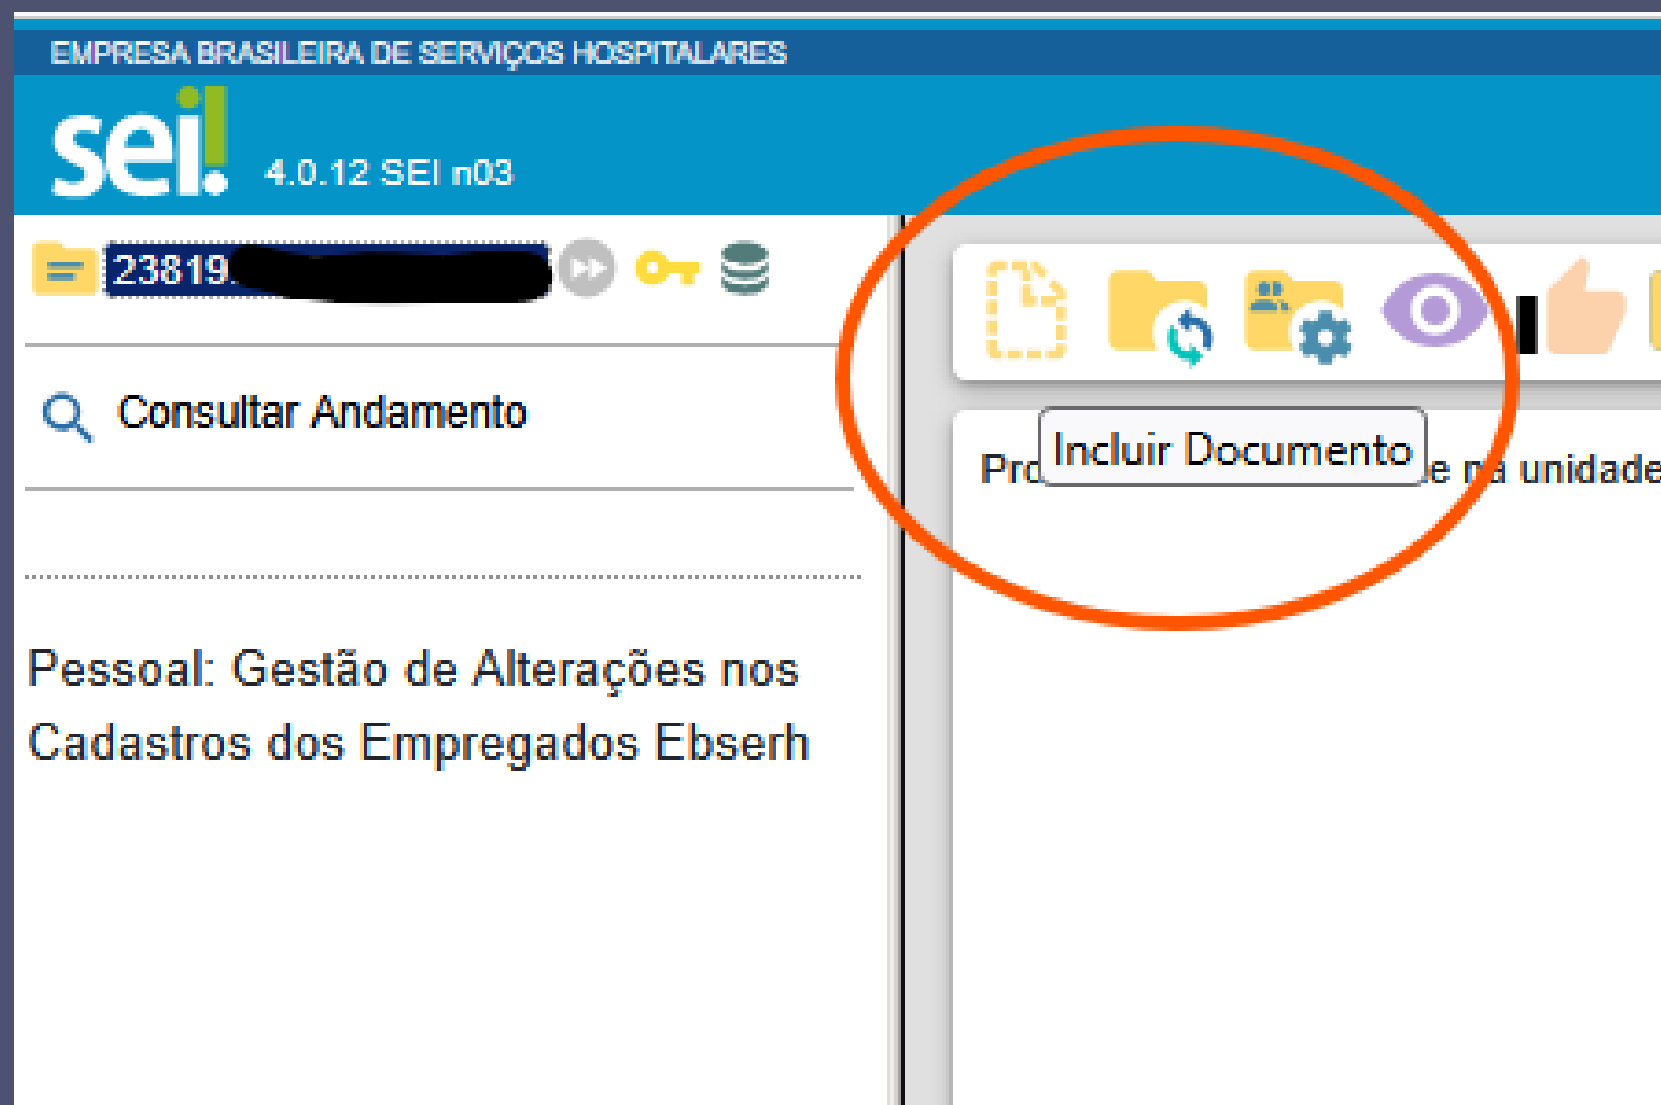 EMPRESA BRASILEIRA DE SERVIÇOS HOSPITALARES
sei!
4.0.12 SEI n03
23819.
Consultar Andamento
Incluir Documento
na unidade
Pessoal: Gestão de Alterações nos
Cadastros dos Empregados Ebserh